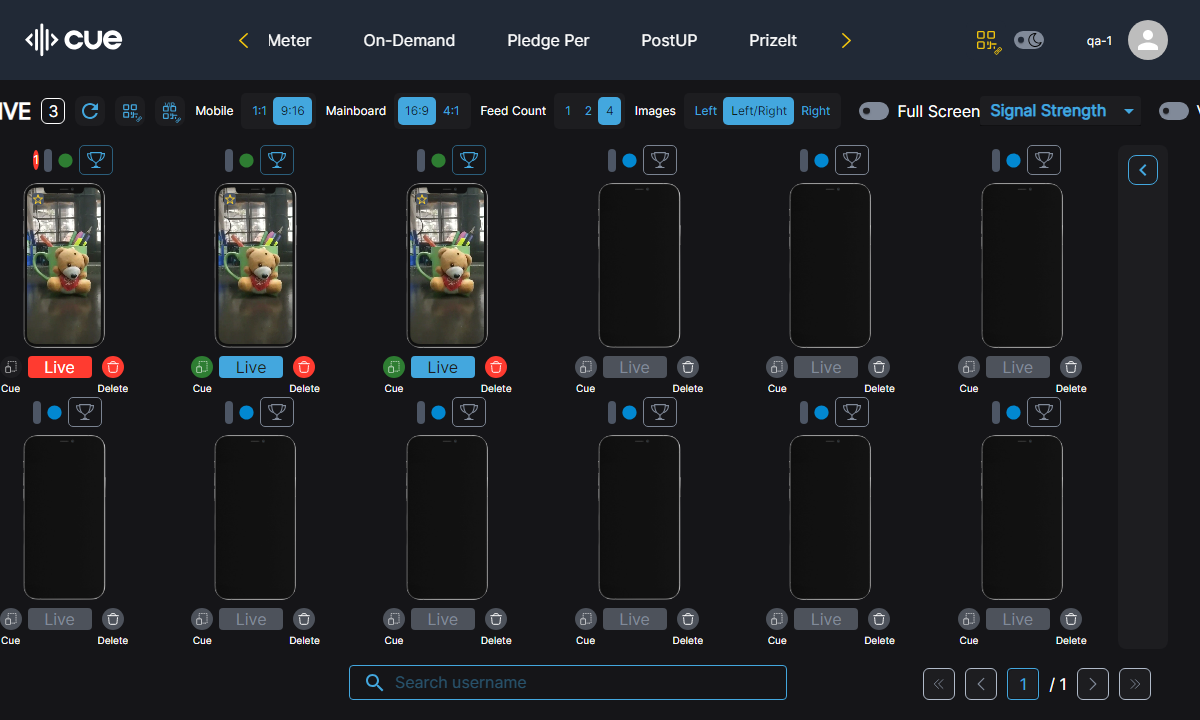 cue
Meter On-Demand Pledge Per PostUP PrizeIt
qa-1
IVE 3 Mobile 1:1 9:16 Mainboard 16:9 4:1 Feed Count 1 2 4 Images Left Left/Right Right Full Screen Signal Strength
1
Live Live Live Live Live Live
Cue Delete Cue Delete Cue Delete Cue Delete Cue Delete Cue Delete
Live Live Live Live Live Live
Cue Delete Cue Delete Cue Delete Cue Delete Cue Delete Cue Delete
Search username
1 / 1